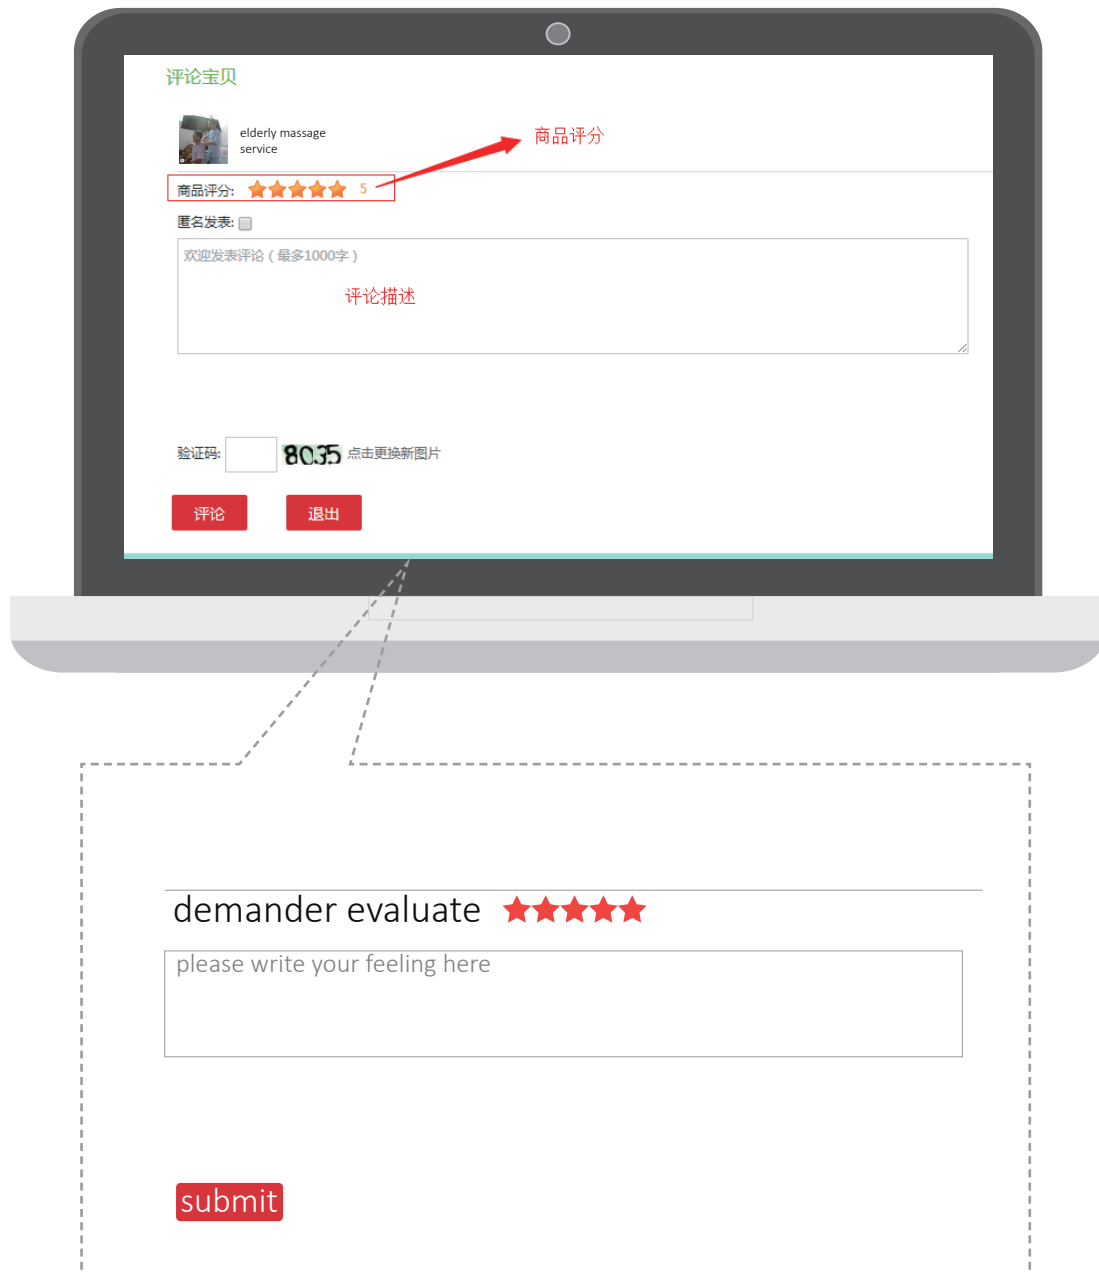 评论宝贝
elderly massage
service
商品评分
商品评分: 5
匿名发表:
欢迎发表评论(最多1000字)
评论描述
验证码: 8035 点击更换新图片
评论 退出
demander evaluate
please write your feeling here
submit